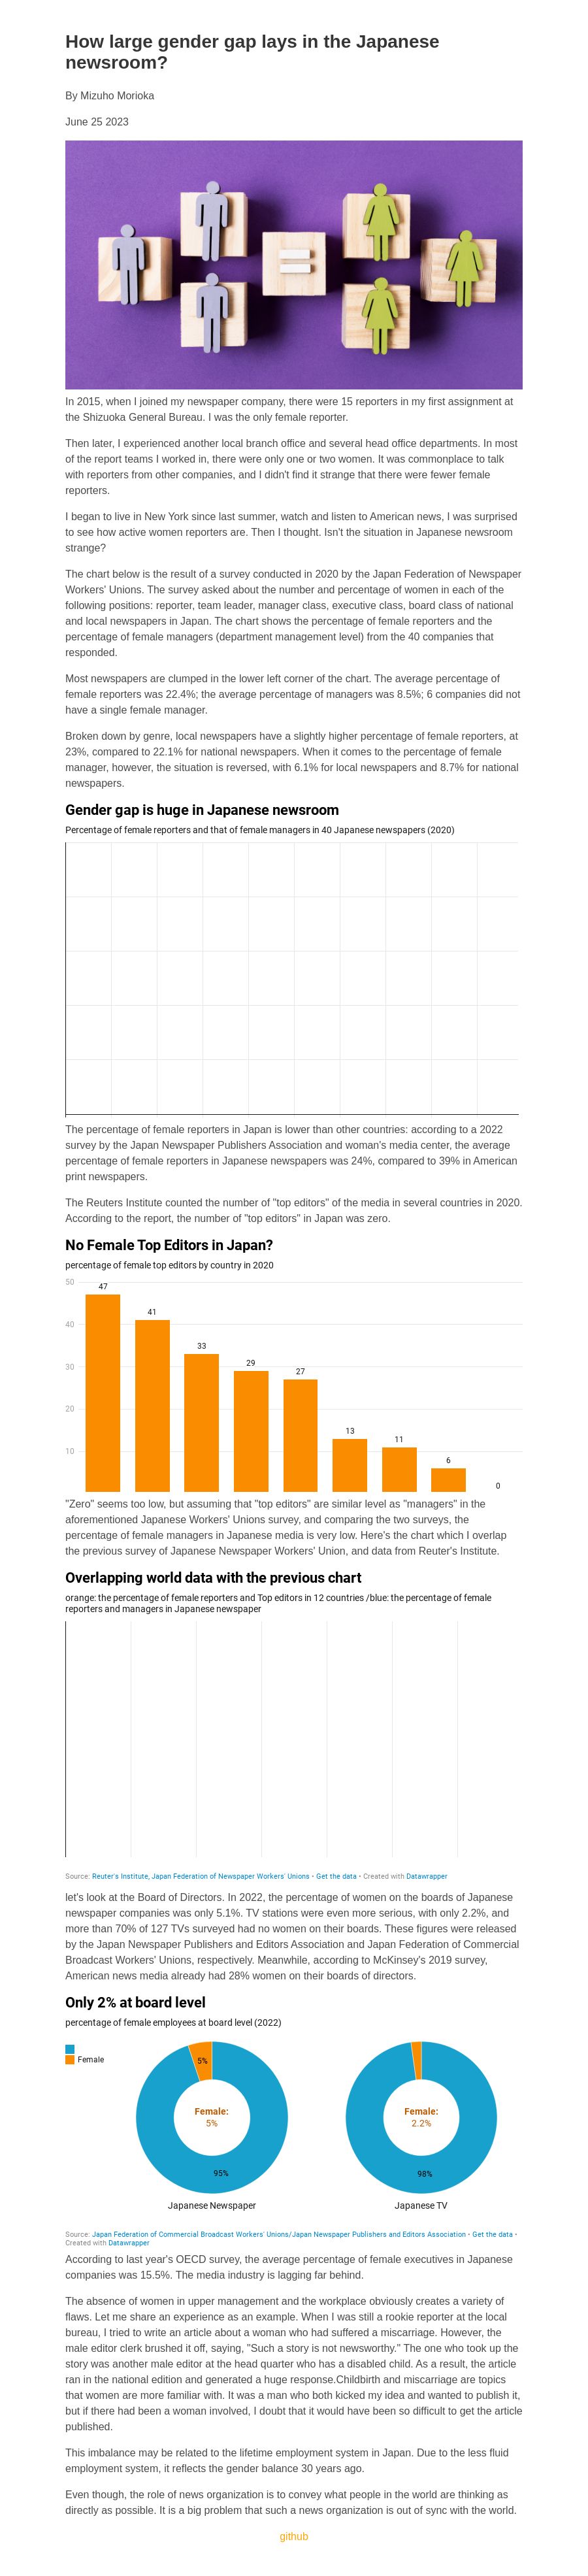 How large gender gap lays in the Japanese
newsroom?
By Mizuho Morioka
June 25 2023
In 2015, when I joined my newspaper company, there were 15 reporters in my first assignment at
the Shizuoka General Bureau. I was the only female reporter.
Then later, I experienced another local branch office and several head office departments. In most
of the report teams I worked in, there were only one or two women. It was commonplace to talk
with reporters from other companies, and I didn't find it strange that there were fewer female
reporters.
I began to live in New York since last summer, watch and listen to American news, I was surprised
to see how active women reporters are. Then I thought. Isn't the situation in Japanese newsroom
strange?
The chart below is the result of a survey conducted in 2020 by the Japan Federation of Newspaper
Workers' Unions. The survey asked about the number and percentage of women in each of the
following positions: reporter, team leader, manager class, executive class, board class of national
and local newspapers in Japan. The chart shows the percentage of female reporters and the
percentage of female managers (department management level) from the 40 companies that
responded.
Most newspapers are clumped in the lower left corner of the chart. The average percentage of
female reporters was 22.4%; the average percentage of managers was 8.5%; 6 companies did not
have a single female manager.
Broken down by genre, local newspapers have a slightly higher percentage of female reporters, at
23%, compared to 22.1% for national newspapers. When it comes to the percentage of female
manager, however, the situation is reversed, with 6.1% for local newspapers and 8.7% for national
newspapers.
Gender gap is huge in Japanese newsroom
Percentage of female reporters and that of female managers in 40 Japanese newspapers (2020)
The percentage of female reporters in Japan is lower than other countries: according to a 2022
survey by the Japan Newspaper Publishers Association and woman's media center, the average
percentage of female reporters in Japanese newspapers was 24%, compared to 39% in American
print newspapers.
The Reuters Institute counted the number of "top editors" of the media in several countries in 2020.
According to the report, the number of "top editors" in Japan was zero.
No Female Top Editors in Japan?
percentage of female top editors by country in 2020
50
47
41
40
33
30
29
27
20
13
11
10
6
0
"Zero" seems too low, but assuming that "top editors" are similar level as "managers" in the
aforementioned Japanese Workers' Unions survey, and comparing the two surveys, the
percentage of female managers in Japanese media is very low. Here's the chart which I overlap
the previous survey of Japanese Newspaper Workers' Union, and data from Reuter's Institute.
Overlapping world data with the previous chart
orange: the percentage of female reporters and Top editors in 12 countries /blue: the percentage of female
reporters and managers in Japanese newspaper
Source: Reuter's Institute, Japan Federation of Newspaper Workers' Unions • Get the data • Created with Datawrapper
let's look at the Board of Directors. In 2022, the percentage of women on the boards of Japanese
newspaper companies was only 5.1%. TV stations were even more serious, with only 2.2%, and
more than 70% of 127 TVs surveyed had no women on their boards. These figures were released
by the Japan Newspaper Publishers and Editors Association and Japan Federation of Commercial
Broadcast Workers' Unions, respectively. Meanwhile, according to McKinsey's 2019 survey,
American news media already had 28% women on their boards of directors.
Only 2% at board level
percentage of female employees at board level (2022)
Female
5%
Female:
5%
95%
Japanese Newspaper
Female:
2.2%
98%
Japanese TV
Source: Japan Federation of Commercial Broadcast Workers' Unions/Japan Newspaper Publishers and Editors Association • Get the data •
Created with Datawrapper
According to last year's OECD survey, the average percentage of female executives in Japanese
companies was 15.5%. The media industry is lagging far behind.
The absence of women in upper management and the workplace obviously creates a variety of
flaws. Let me share an experience as an example. When I was still a rookie reporter at the local
bureau, I tried to write an article about a woman who had suffered a miscarriage. However, the
male editor clerk brushed it off, saying, "Such a story is not newsworthy." The one who took up the
story was another male editor at the head quarter who has a disabled child. As a result, the article
ran in the national edition and generated a huge response.Childbirth and miscarriage are topics
that women are more familiar with. It was a man who both kicked my idea and wanted to publish it,
but if there had been a woman involved, I doubt that it would have been so difficult to get the article
published.
This imbalance may be related to the lifetime employment system in Japan. Due to the less fluid
employment system, it reflects the gender balance 30 years ago.
Even though, the role of news organization is to convey what people in the world are thinking as
directly as possible. It is a big problem that such a news organization is out of sync with the world.
github